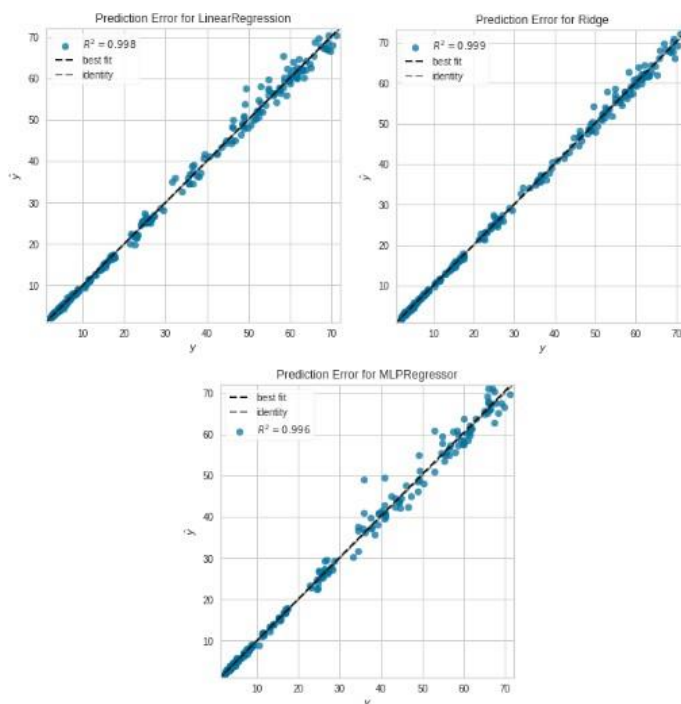 Prediction Error for LinearRegression
R² = 0.998
best fit
identity
70
60
50
40
30
20
10
ŷ
10 20 30 40 50 60 70
y
Prediction Error for Ridge
R² = 0.999
best fit
identity
70
60
50
40
30
20
10
ŷ
10 20 30 40 50 60 70
y
Prediction Error for MLPRegressor
best fit
identity
R² = 0.996
70
60
50
40
30
20
10
ŷ
10 20 30 40 50 60 70
y